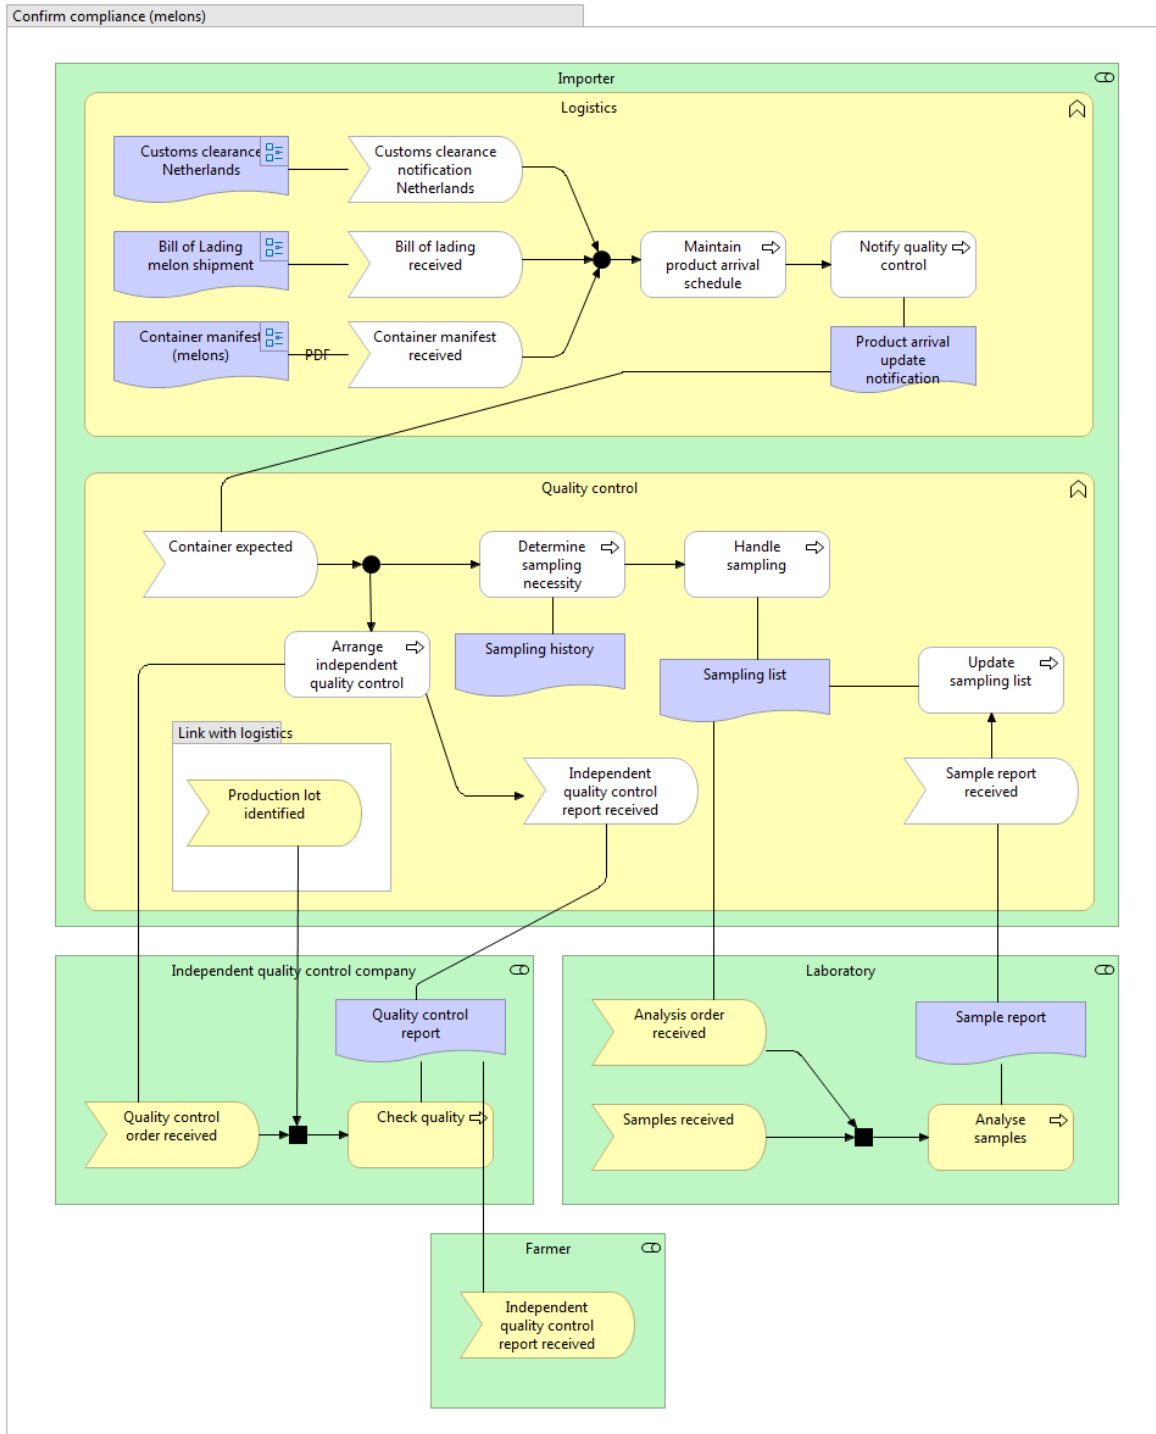 Confirm compliance (melons)
Importer
Logistics
Customs clearance
Netherlands
Customs clearance
notification
Netherlands
Bill of Lading
melon shipment
Bill of lading
received
Maintain
product arrival
schedule
Notify quality
control
Container manifest
(melons)
PDF
Container manifest
received
Product arrival
update
notification
Quality control
Container expected
Determine
sampling
necessity
Handle
sampling
Arrange
independent
quality control
Sampling history
Sampling list
Update
sampling list
Link with logistics
Production lot
identified
Independent
quality control
report received
Sample report
received
Independent quality control company
Quality control
report
Quality control
order received
Check quality
Laboratory
Analysis order
received
Sample report
Samples received
Analyse
samples
Farmer
Independent
quality control
report received